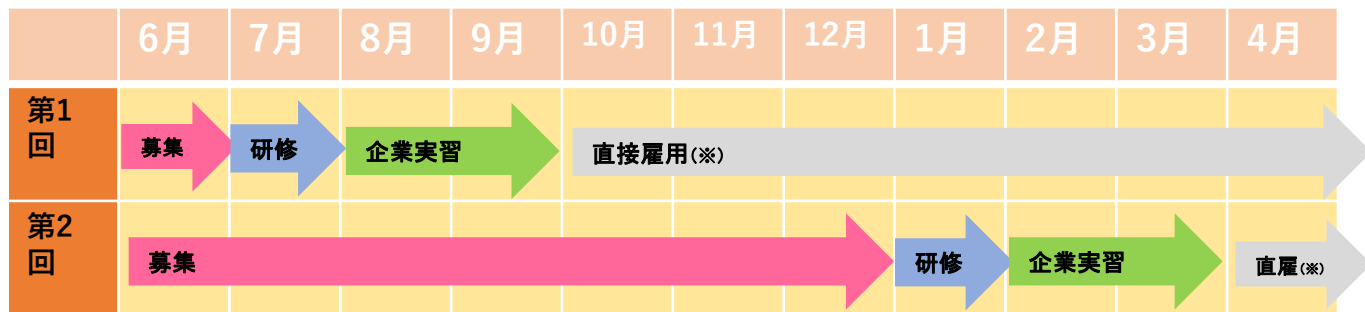 6月 7月 8月 9月 10月 11月 12月 1月 2月 3月 4月
第1
回
募集 研修 企業実習 直接雇用(※)
第2
回
募集 研修 企業実習 直雇(※)